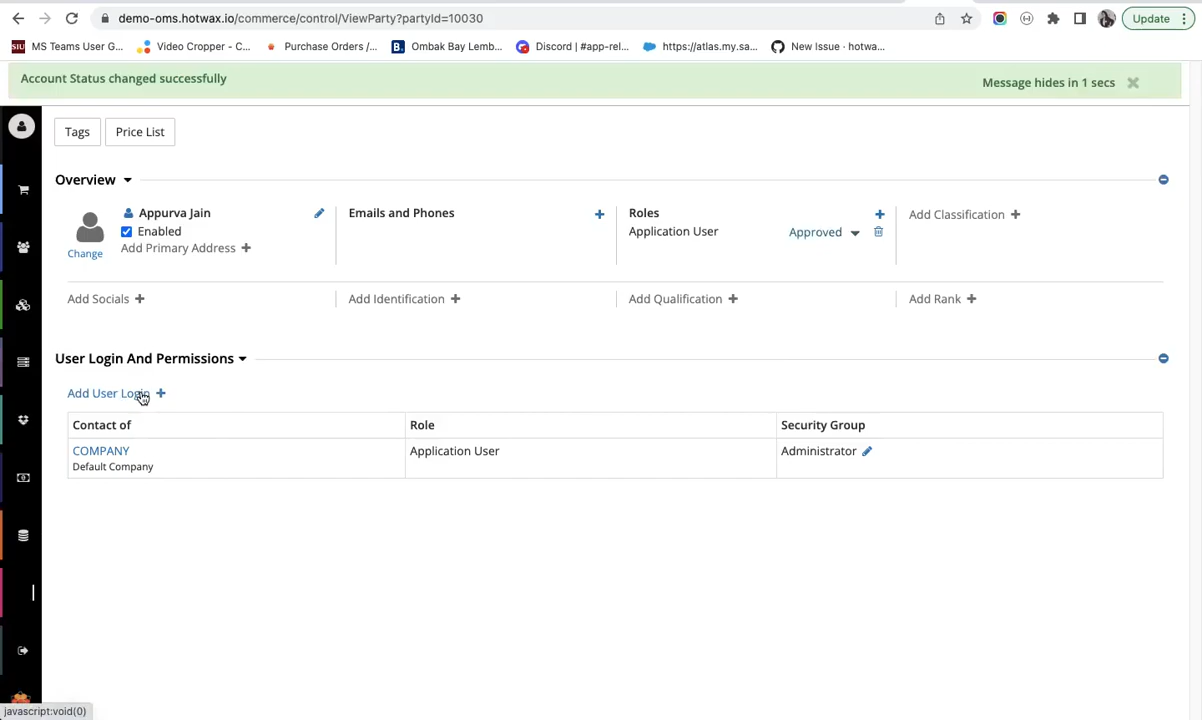 demo-oms.hotwax.io/commerce/control/ViewParty?partyId=10030
Update
SIU MS Teams User G...
Video Cropper - C...
Purchase Orders /...
B. Ombak Bay Lemb...
Discord | #app-rel...
https://atlas.my.sa...
New Issue · hotwa...
Account Status changed successfully
Message hides in 1 secs
Tags
Price List
Overview
Appurva Jain
Enabled
Add Primary Address
Change
Emails and Phones
Roles
Application User
Approved
Add Classification
Add Socials
Add Identification
Add Qualification
Add Rank
User Login And Permissions
Add User Login
Contact of Role Security Group
COMPANY Application User Administrator
Default Company
javascript:void(0)